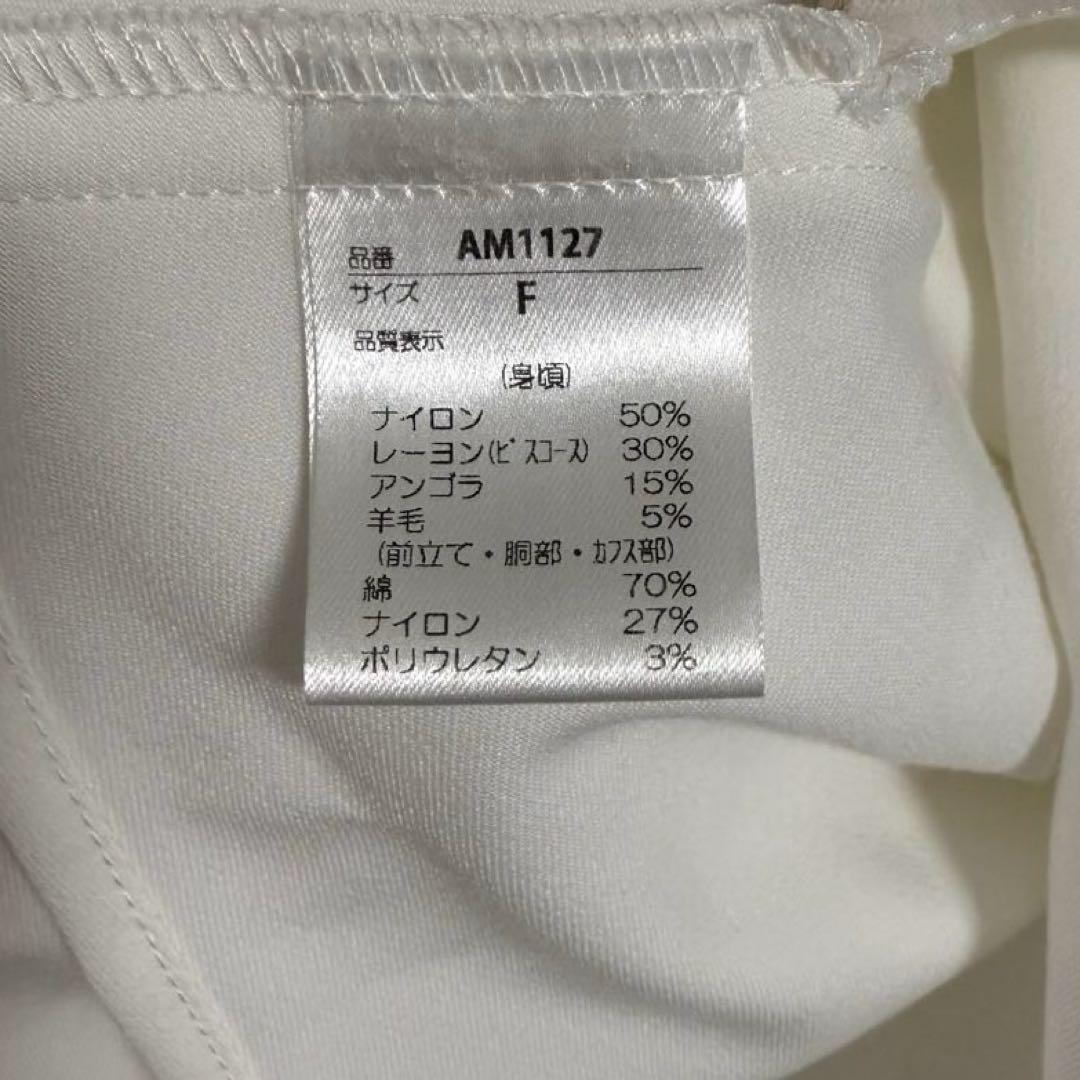 品番 AM1127
サイズ F
品質表示
(身頃)
ナイロン 50%
レーヨン(ﾋﾞｽｺｰｽ) 30%
アンゴラ 15%
羊毛 5%
(前立て・胴部・ｶﾌｽ部)
綿 70%
ナイロン 27%
ポリウレタン 3%